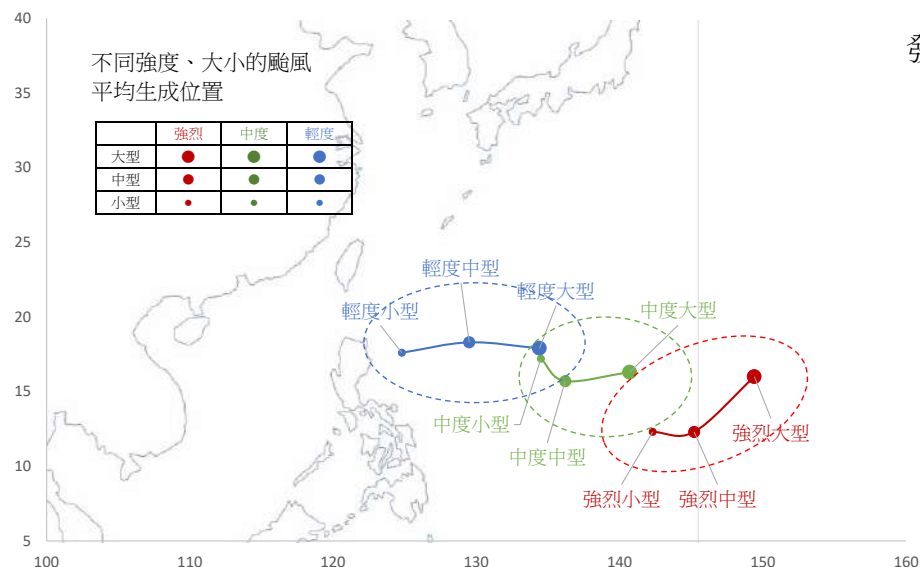 不同強度、大小的颱風
平均生成位置
強烈 中度 輕度
大型
中型
小型
40
35
30
25
20
15
10
5
輕度中型
輕度小型
輕度大型
中度大型
中度小型
中度中型
強烈大型
強烈小型
強烈中型
100 110 120 130 140 150 160